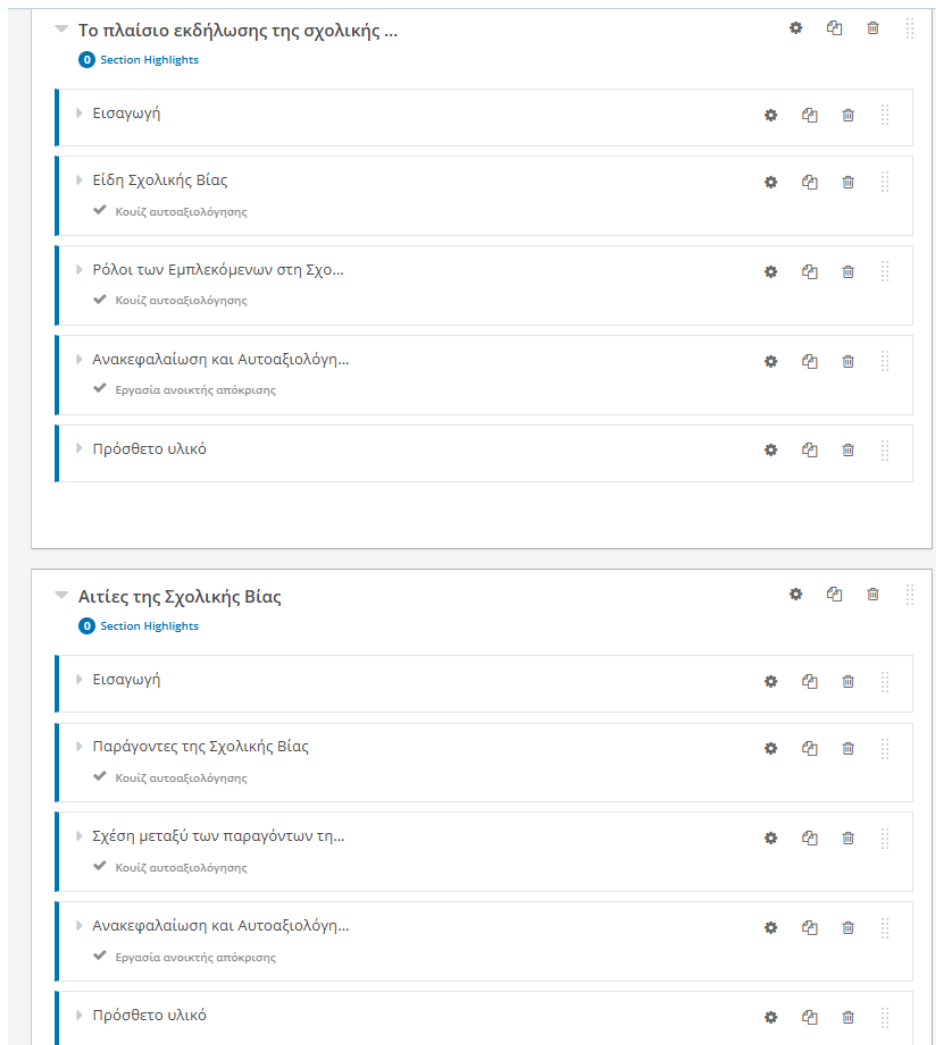 Το πλαίσιο εκδήλωσης της σχολικής ...
0 Section Highlights
Εισαγωγή
Είδη Σχολικής Βίας
Κουίζ αυτοαξιολόγησης
Ρόλοι των Εμπλεκόμενων στη Σχο...
Κουίζ αυτοαξιολόγησης
Ανακεφαλαίωση και Αυτοαξιολόγη...
Εργασία ανοικτής απόκρισης
Πρόσθετο υλικό
Αιτίες της Σχολικής Βίας
0 Section Highlights
Εισαγωγή
Παράγοντες της Σχολικής Βίας
Κουίζ αυτοαξιολόγησης
Σχέση μεταξύ των παραγόντων τη...
Κουίζ αυτοαξιολόγησης
Ανακεφαλαίωση και Αυτοαξιολόγη...
Εργασία ανοικτής απόκρισης
Πρόσθετο υλικό